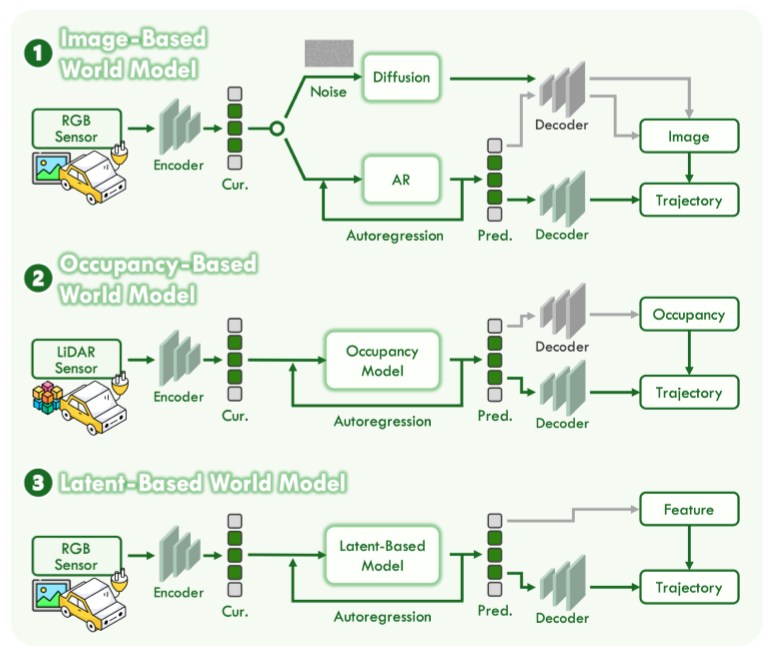 1
Image-Based
World Model
RGB
Sensor
Encoder
Cur.
Noise
Diffusion
AR
Autoregression
Pred.
Decoder
Decoder
Image
Trajectory
2
Occupancy-Based
World Model
LiDAR
Sensor
Encoder
Cur.
Occupancy
Model
Autoregression
Pred.
Decoder
Decoder
Occupancy
Trajectory
3
Latent-Based World Model
RGB
Sensor
Encoder
Cur.
Latent-Based
Model
Autoregression
Pred.
Decoder
Feature
Trajectory